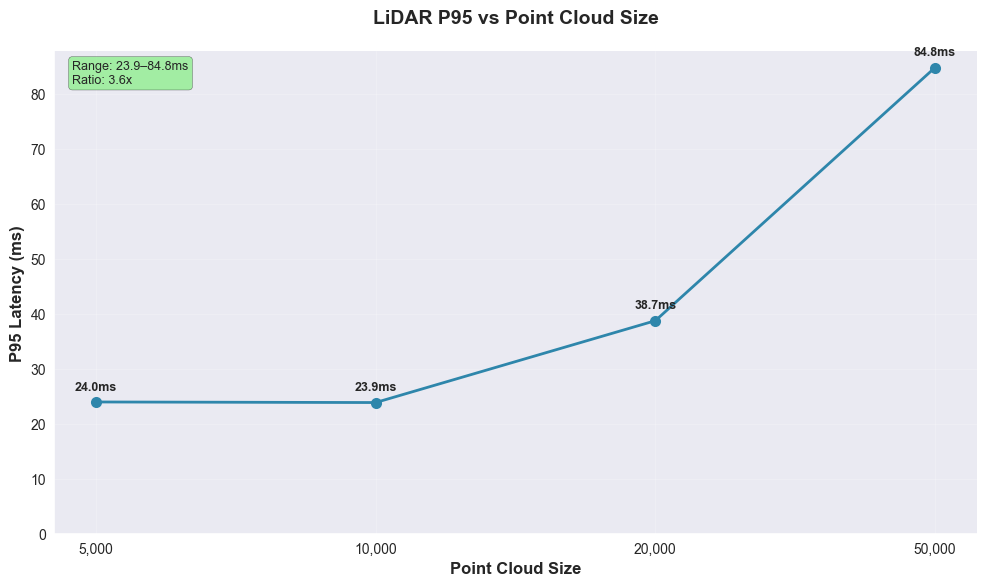 LiDAR P95 vs Point Cloud Size
Range: 23.9–84.8ms
Ratio: 3.6x
84.8ms
80
70
60
50
40
30
20
10
0
38.7ms
24.0ms
23.9ms
P95 Latency (ms)
5,000
10,000
20,000
50,000
Point Cloud Size